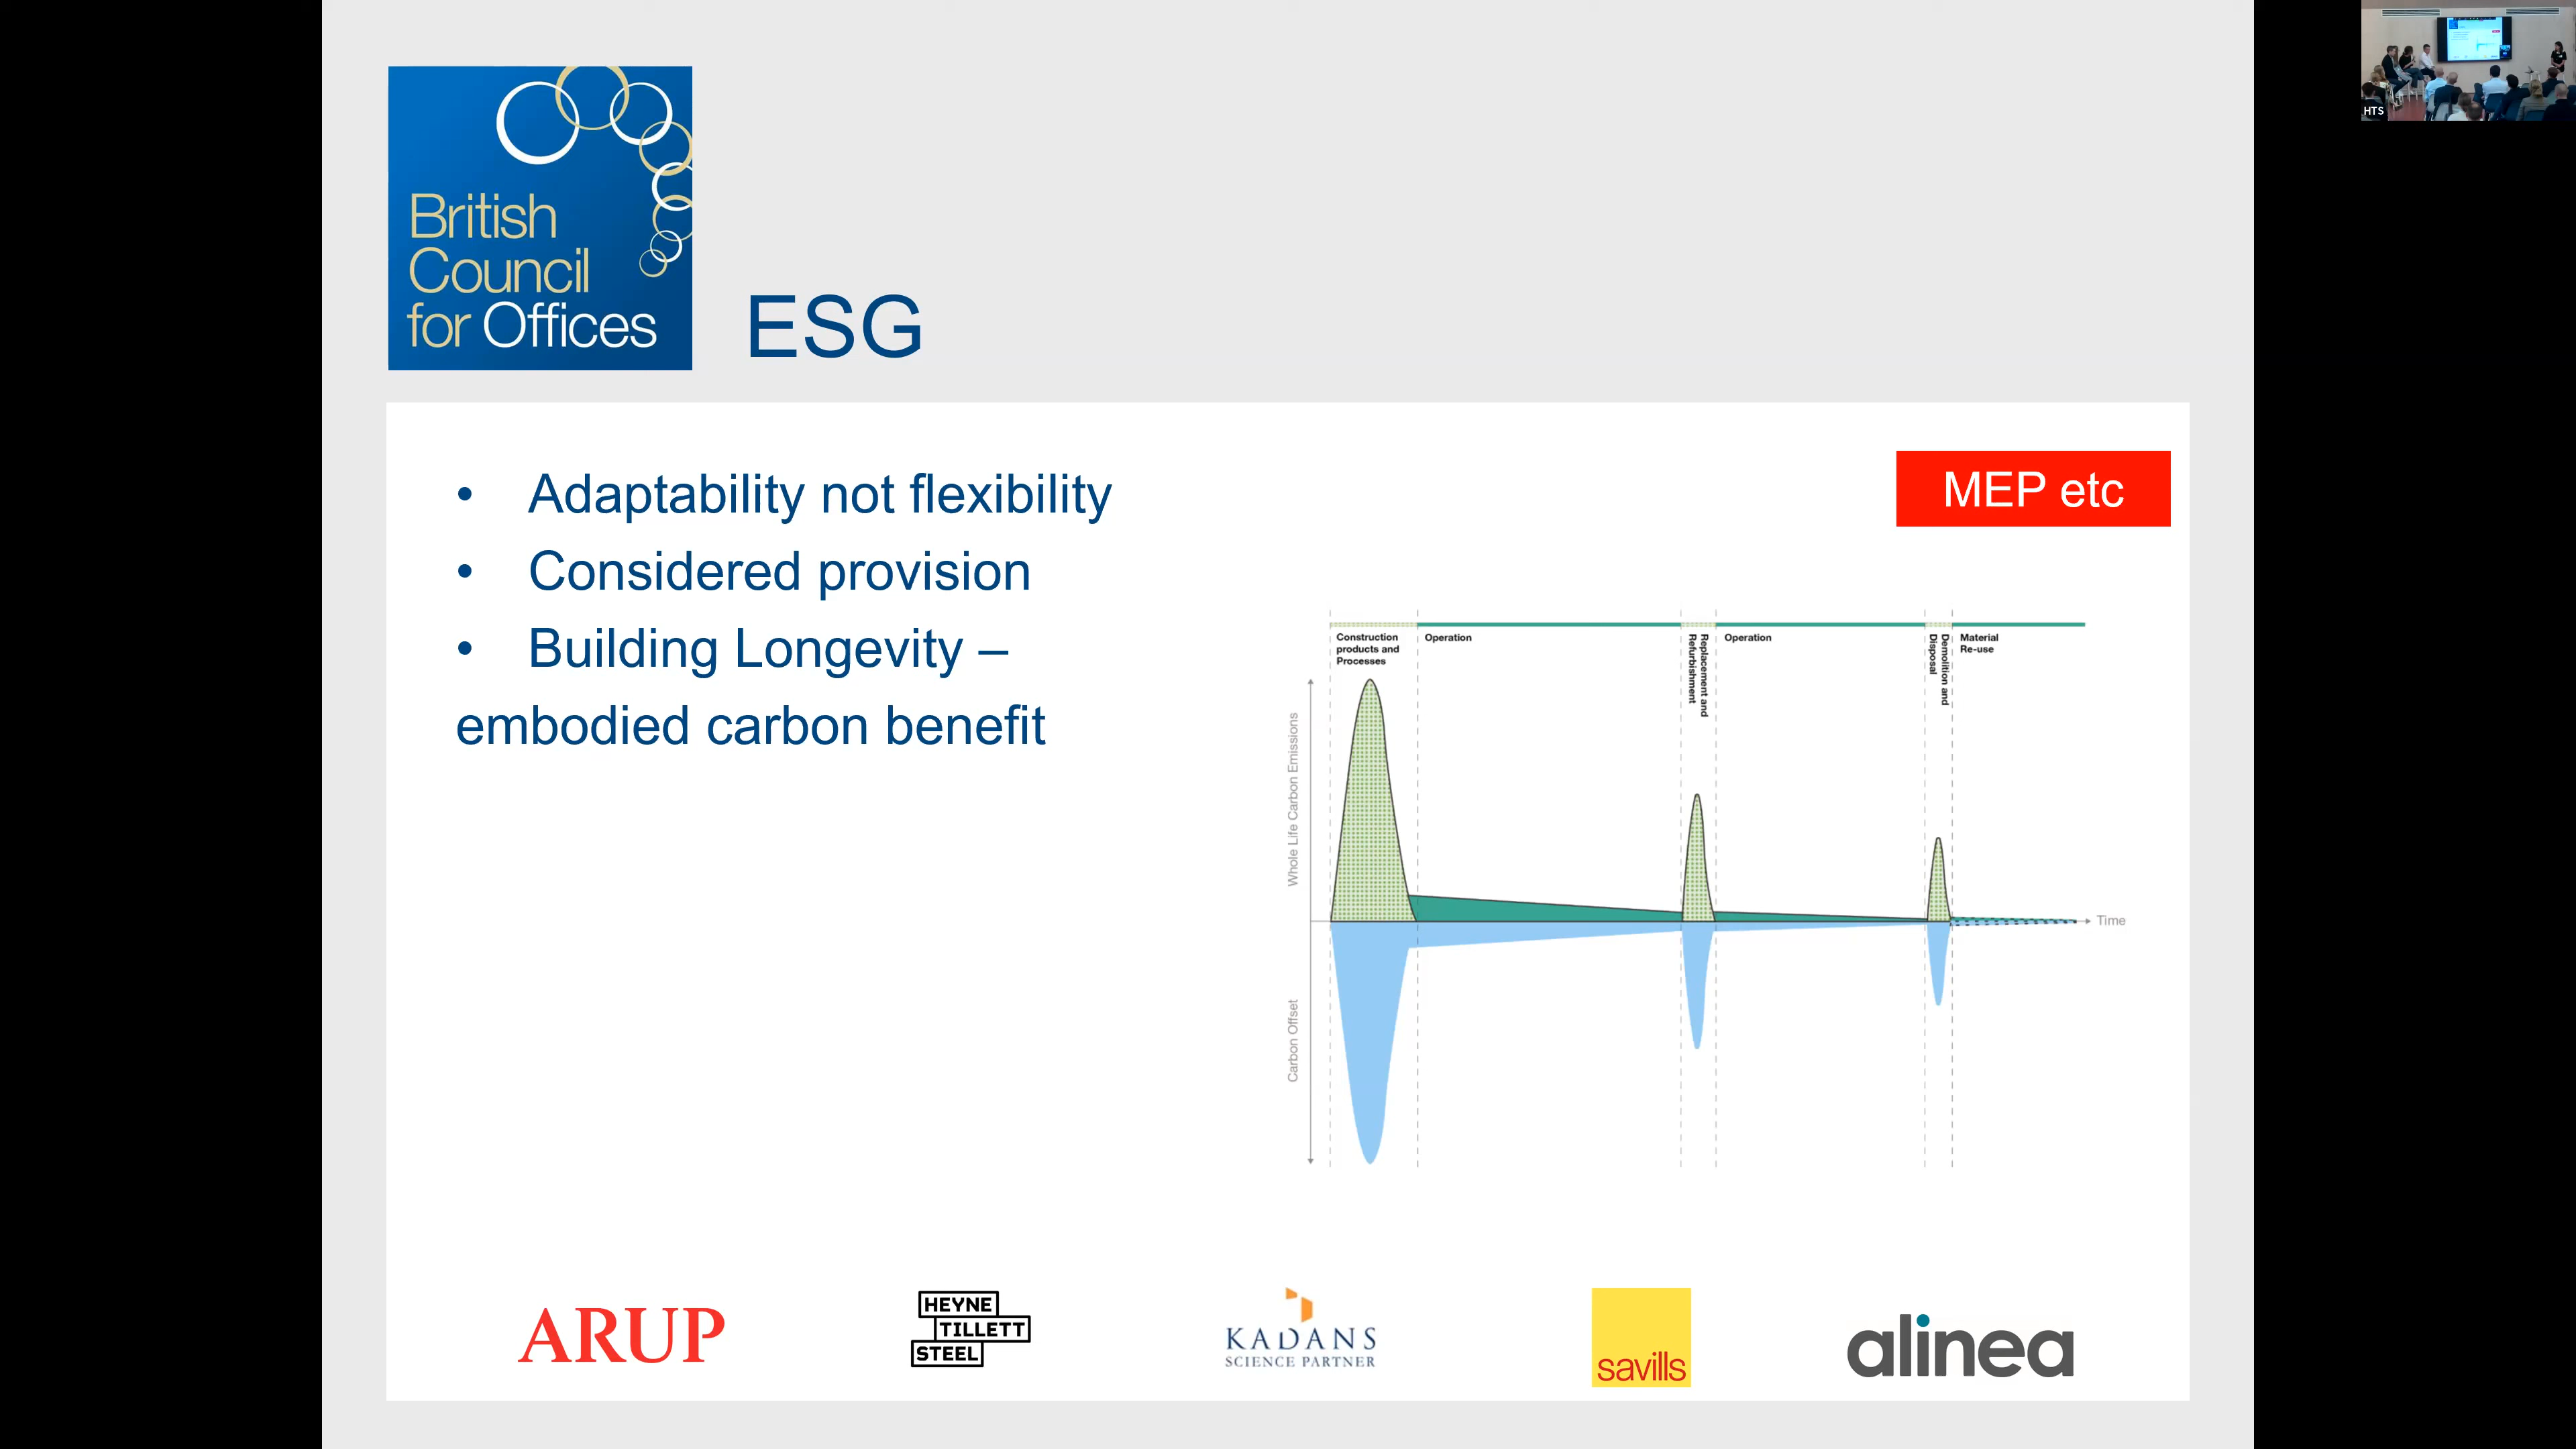 British
Council
for Offices
ESG
HTS
• Adaptability not flexibility
• Considered provision
• Building Longevity –
embodied carbon benefit
MEP etc
Construction
products and
Processes
Operation
Replacement and
Refurbishment
Operation
Demolition and
Disposal
Material
Re-use
Whole Life Carbon Emissions
Carbon Offset
Time
ARUP
HEYNE
TILLETT
STEEL
KADANS
SCIENCE PARTNER
savills
alinea